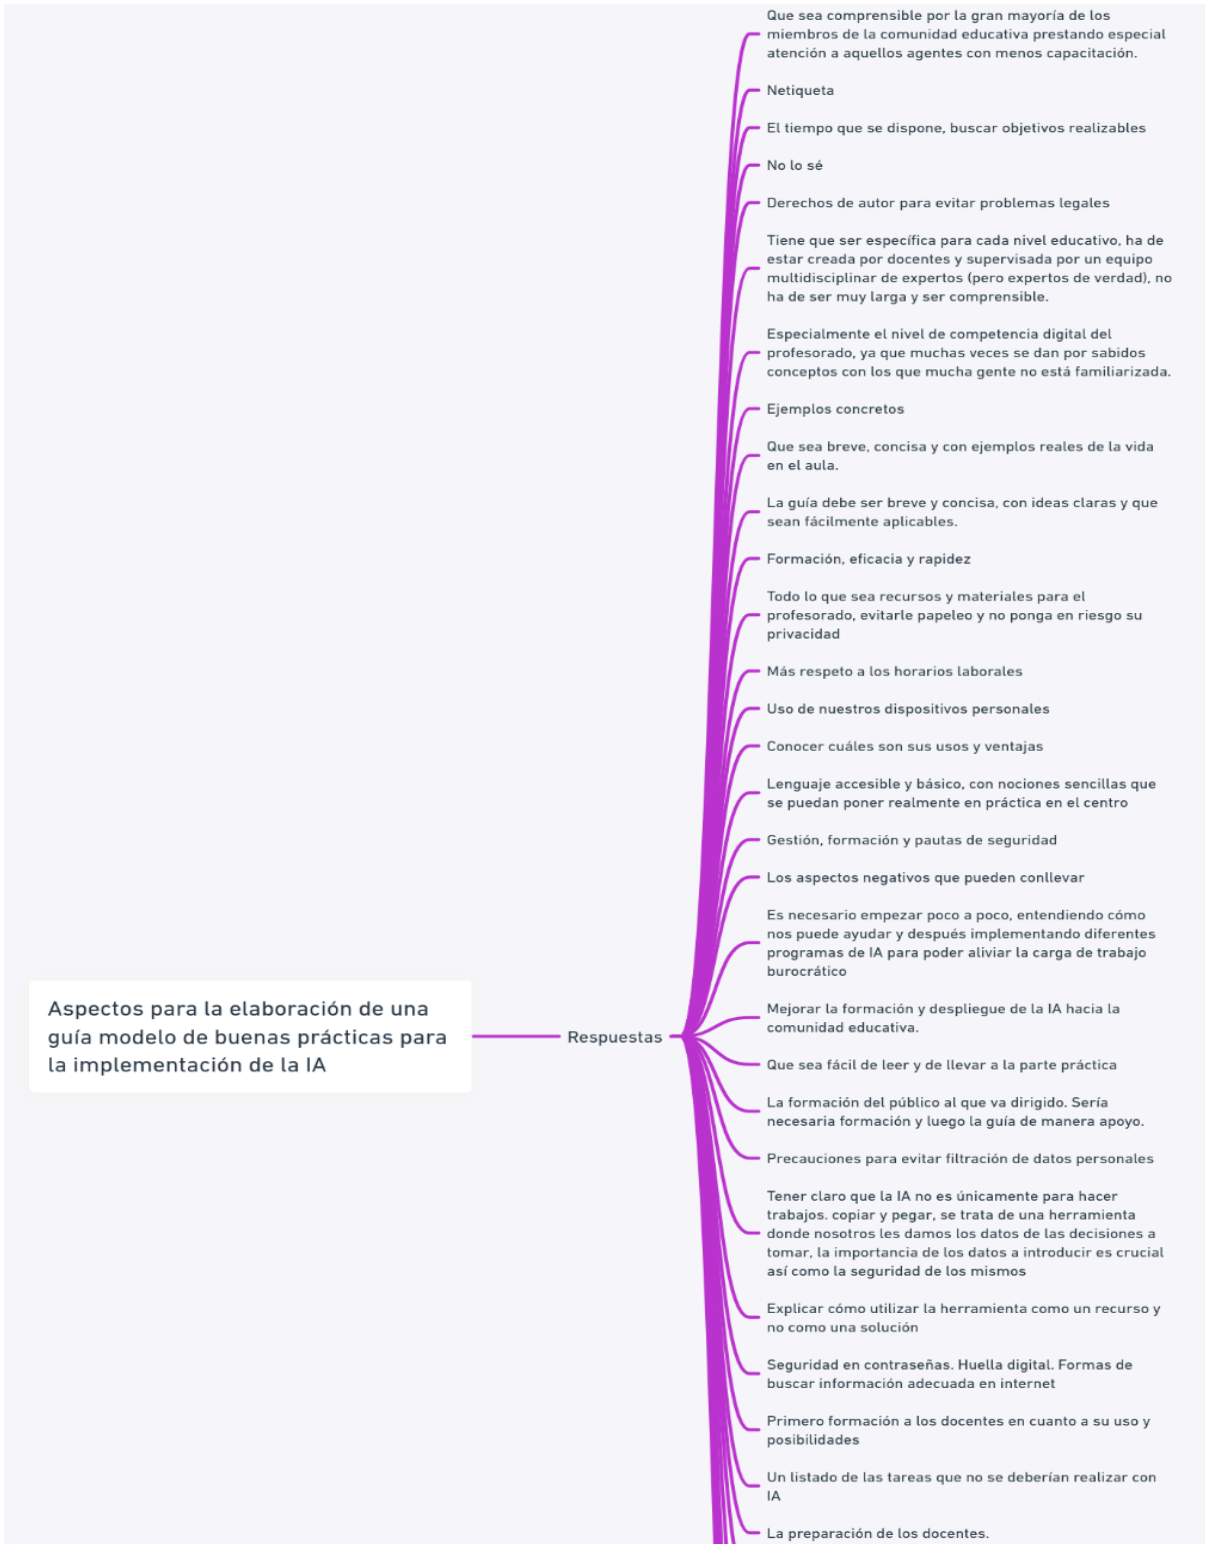 Que sea comprensible por la gran mayoría de los
miembros de la comunidad educativa prestando especial
atención a aquellos agentes con menos capacitación.
Netiqueta
El tiempo que se dispone, buscar objetivos realizables
No lo sé
Derechos de autor para evitar problemas legales
Tiene que ser específica para cada nivel educativo, ha de
estar creada por docentes y supervisada por un equipo
multidisciplinar de expertos (pero expertos de verdad), no
ha de ser muy larga y ser comprensible.
Especialmente el nivel de competencia digital del
profesorado, ya que muchas veces se dan por sabidos
conceptos con los que mucha gente no está familiarizada.
Ejemplos concretos
Que sea breve, concisa y con ejemplos reales de la vida
en el aula.
La guía debe ser breve y concisa, con ideas claras y que
sean fácilmente aplicables.
Formación, eficacia y rapidez
Todo lo que sea recursos y materiales para el
profesorado, evitarle papeleo y no ponga en riesgo su
privacidad
Más respeto a los horarios laborales
Uso de nuestros dispositivos personales
Conocer cuáles son sus usos y ventajas
Lenguaje accesible y básico, con nociones sencillas que
se puedan poner realmente en práctica en el centro
Gestión, formación y pautas de seguridad
Los aspectos negativos que pueden conllevar
Es necesario empezar poco a poco, entendiendo cómo
nos puede ayudar y después implementando diferentes
programas de IA para poder aliviar la carga de trabajo
burocrático
Aspectos para la elaboración de una
guía modelo de buenas prácticas para
la implementación de la IA
Respuestas
Mejorar la formación y despliegue de la IA hacia la
comunidad educativa.
Que sea fácil de leer y de llevar a la parte práctica
La formación del público al que va dirigido. Sería
necesaria formación y luego la guía de manera apoyo.
Precauciones para evitar filtración de datos personales
Tener claro que la IA no es únicamente para hacer
trabajos. copiar y pegar, se trata de una herramienta
donde nosotros les damos los datos de las decisiones a
tomar, la importancia de los datos a introducir es crucial
así como la seguridad de los mismos
Explicar cómo utilizar la herramienta como un recurso y
no como una solución
Seguridad en contraseñas. Huella digital. Formas de
buscar información adecuada en internet
Primero formación a los docentes en cuanto a su uso y
posibilidades
Un listado de las tareas que no se deberían realizar con
IA
La preparación de los docentes.